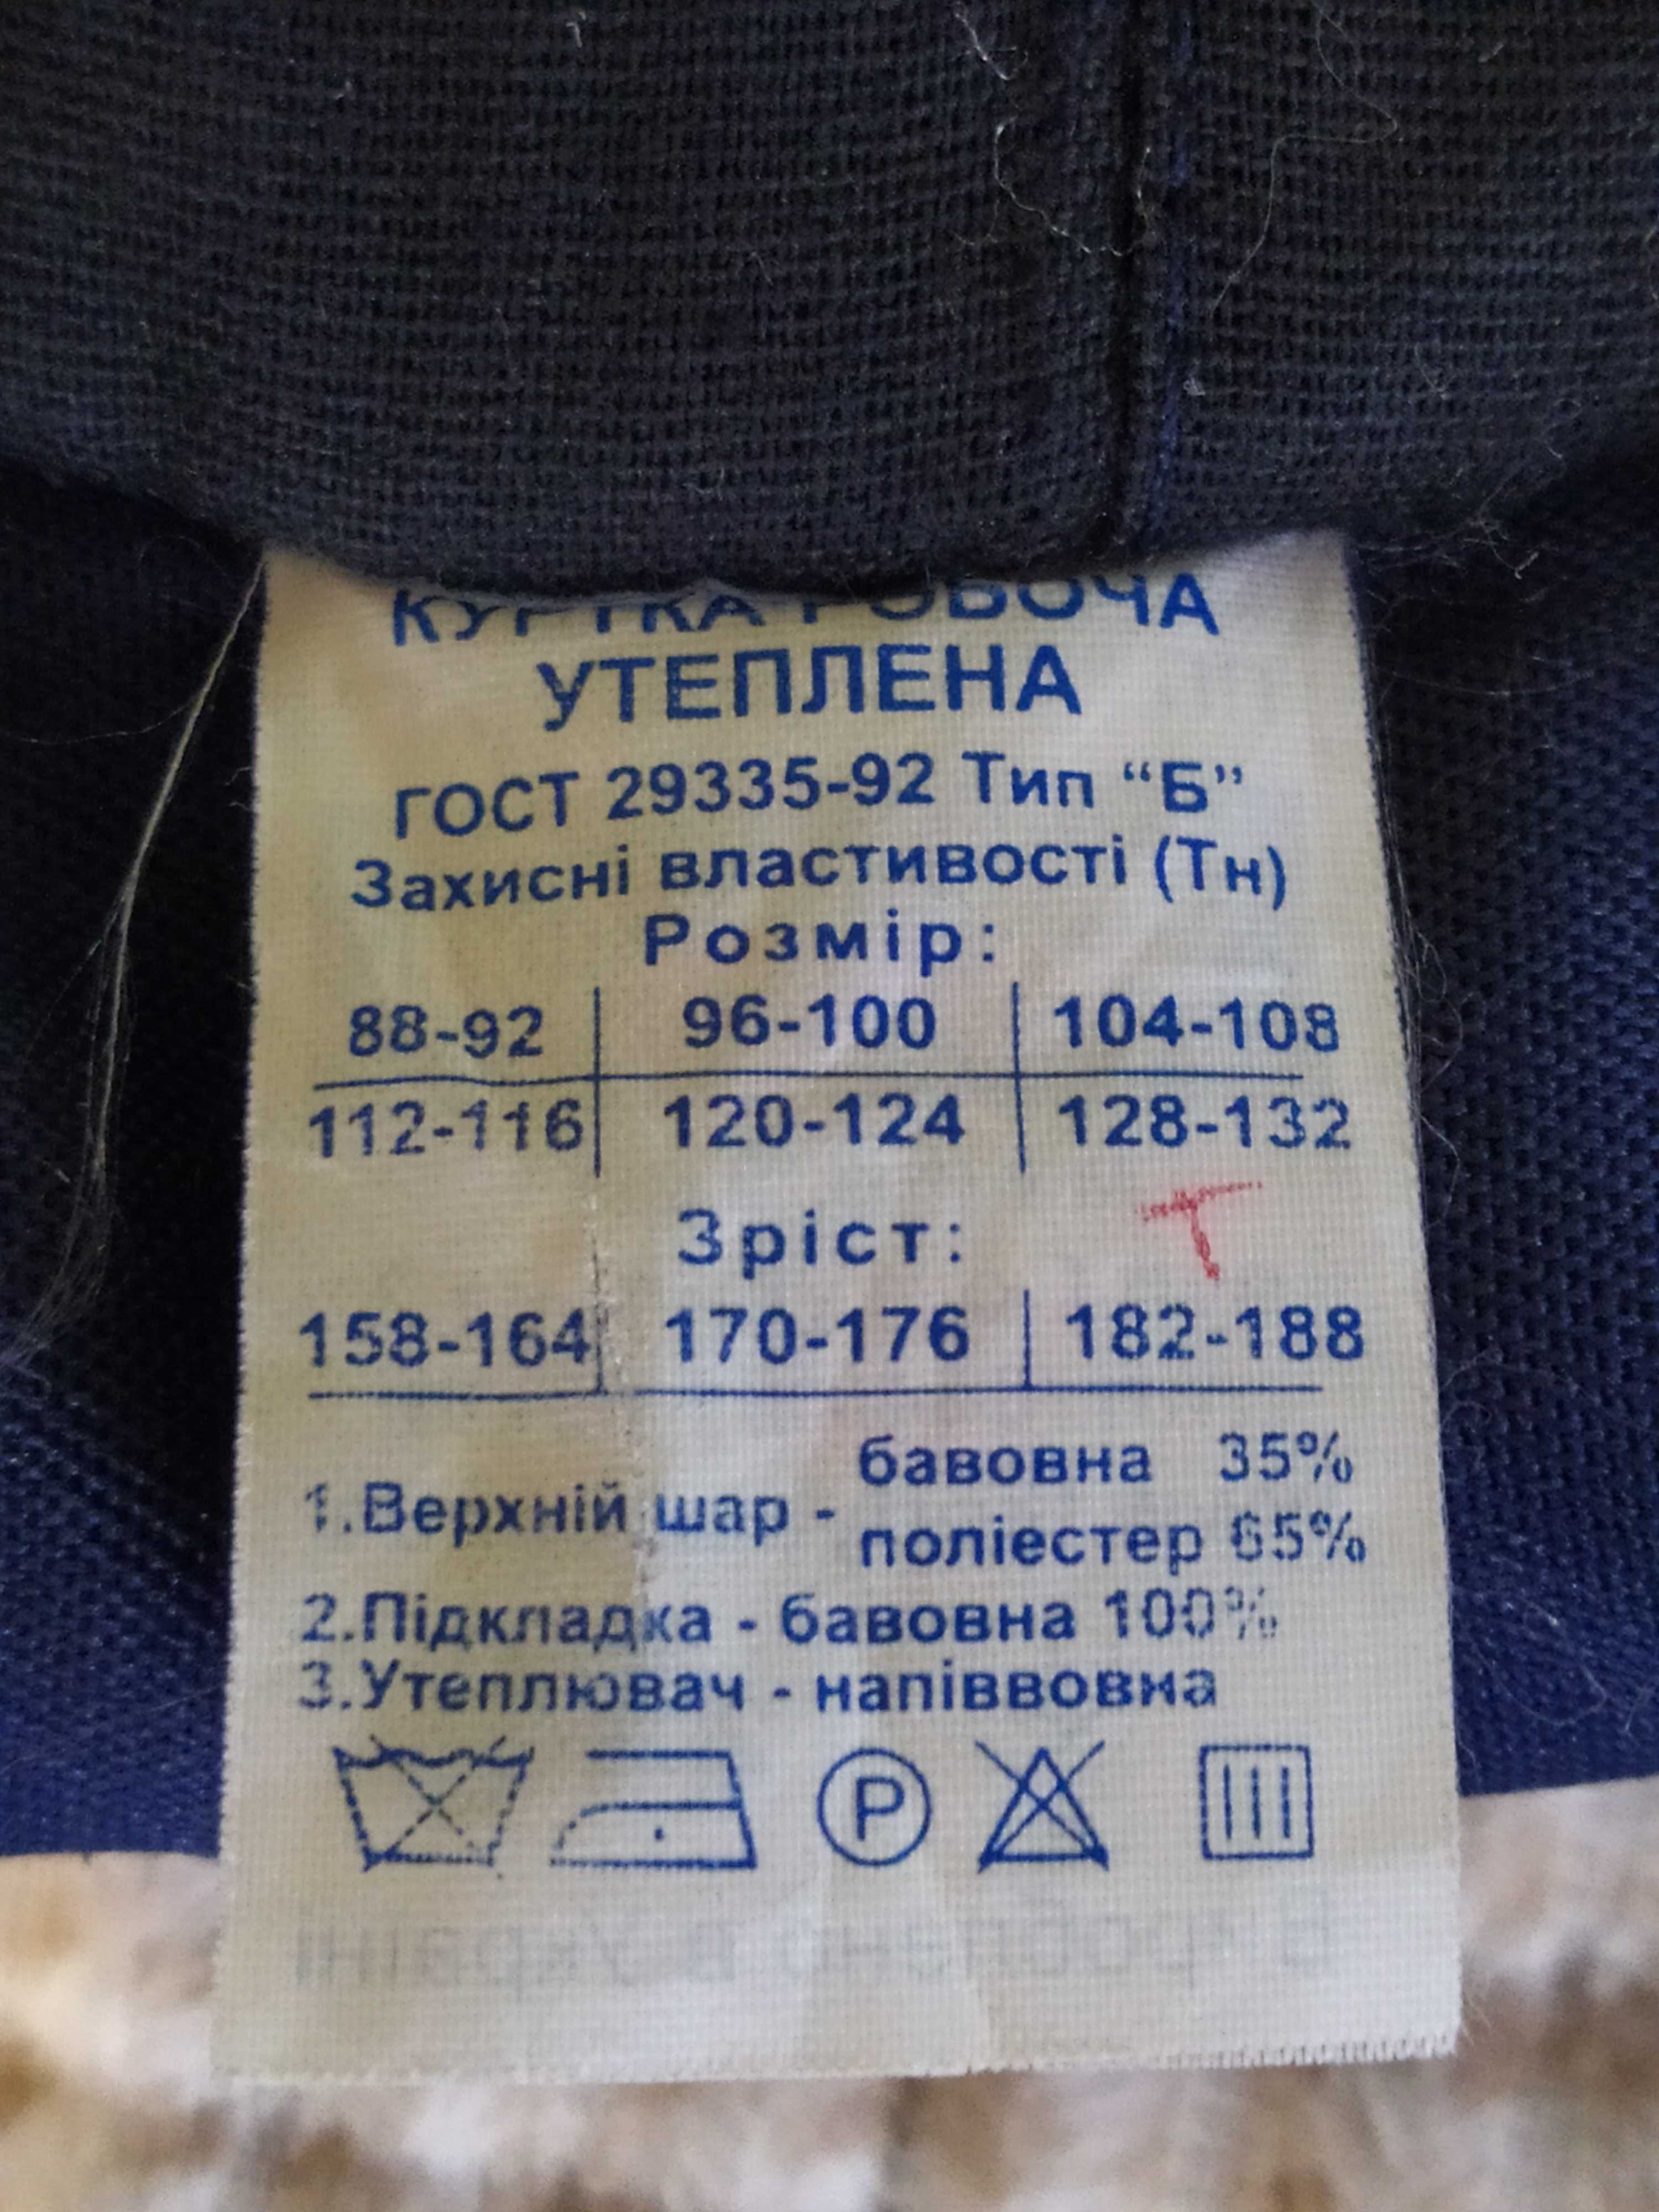 КУРТКА РОБОЧА
УТЕПЛЕНА
ГОСТ 29335-92 Тип “Б”
Захисні властивості (Тн)
Розмір:
88-92 96-100 104-108
112-116 120-124 128-132
Зріст:
Т
158-164 170-176 182-188
1.Верхній шар - бавовна 35%
поліестер 65%
2.Підкладка - бавовна 100%
3.Утеплювач - напіввовна
P